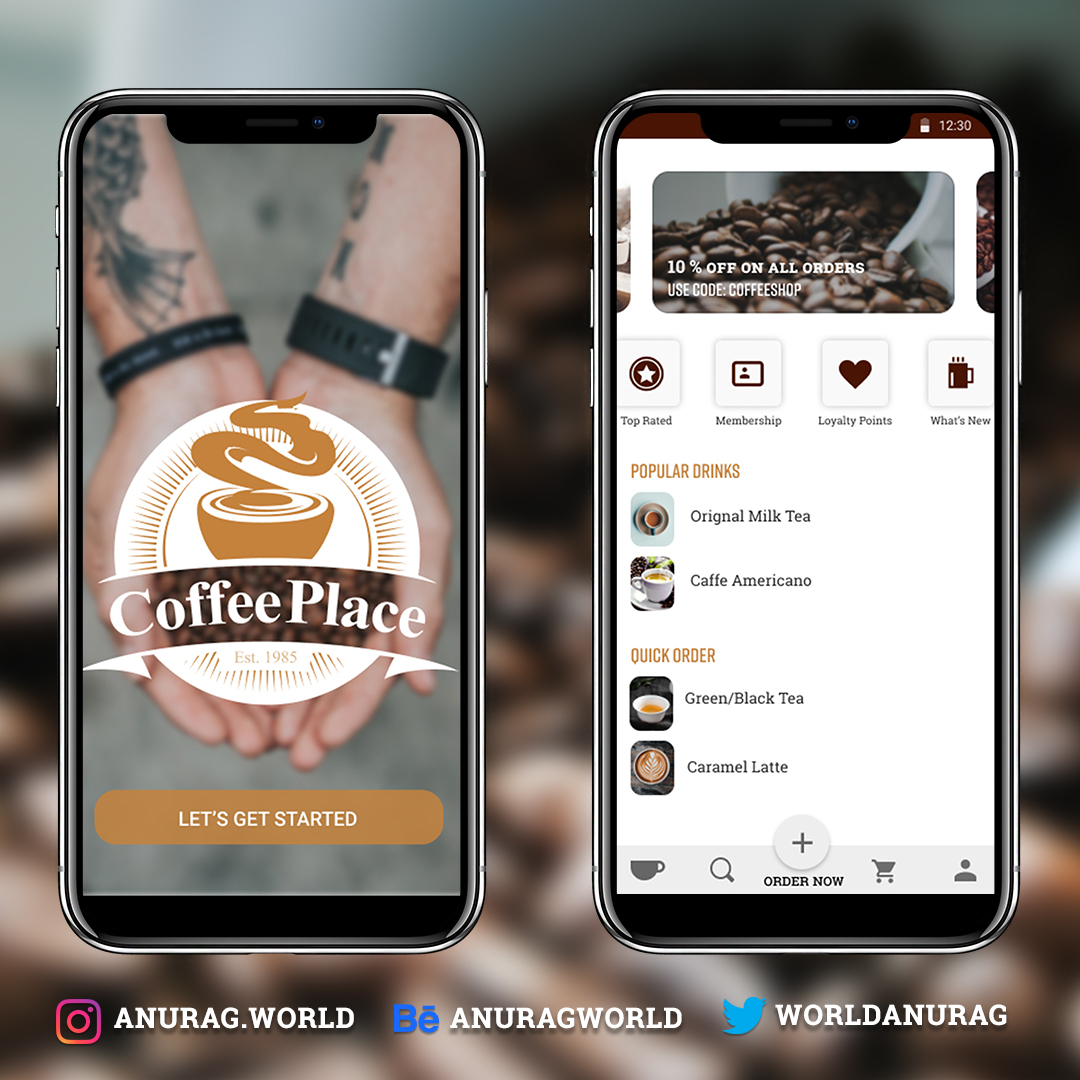 Coffee Place
Est. 1985
LET'S GET STARTED
12:30
10 % OFF ON ALL ORDERS
USE CODE: COFFEESHOP
Top Rated
Membership
Loyalty Points
What's New
POPULAR DRINKS
Orignal Milk Tea
Caffe Americano
QUICK ORDER
Green/Black Tea
Caramel Latte
ORDER NOW
ANURAG.WORLD
Bē ANURAGWORLD
WORLDANURAG